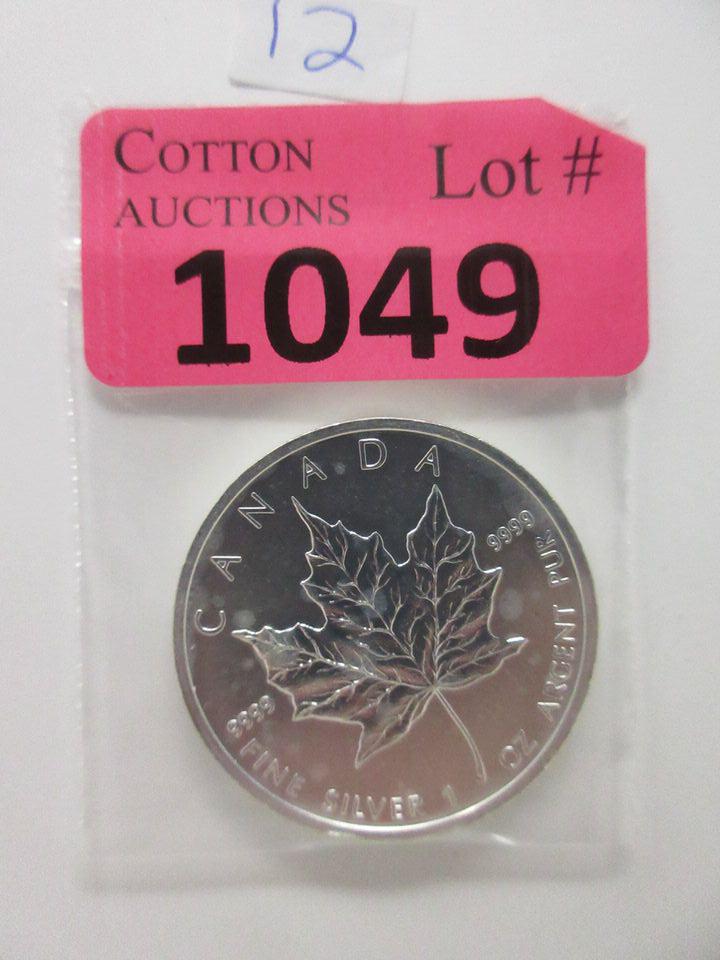 12
COTTON
AUCTIONS
Lot #
1049
CANADA
9999
9999
FINE SILVER 1 OZ ARGENT PUR